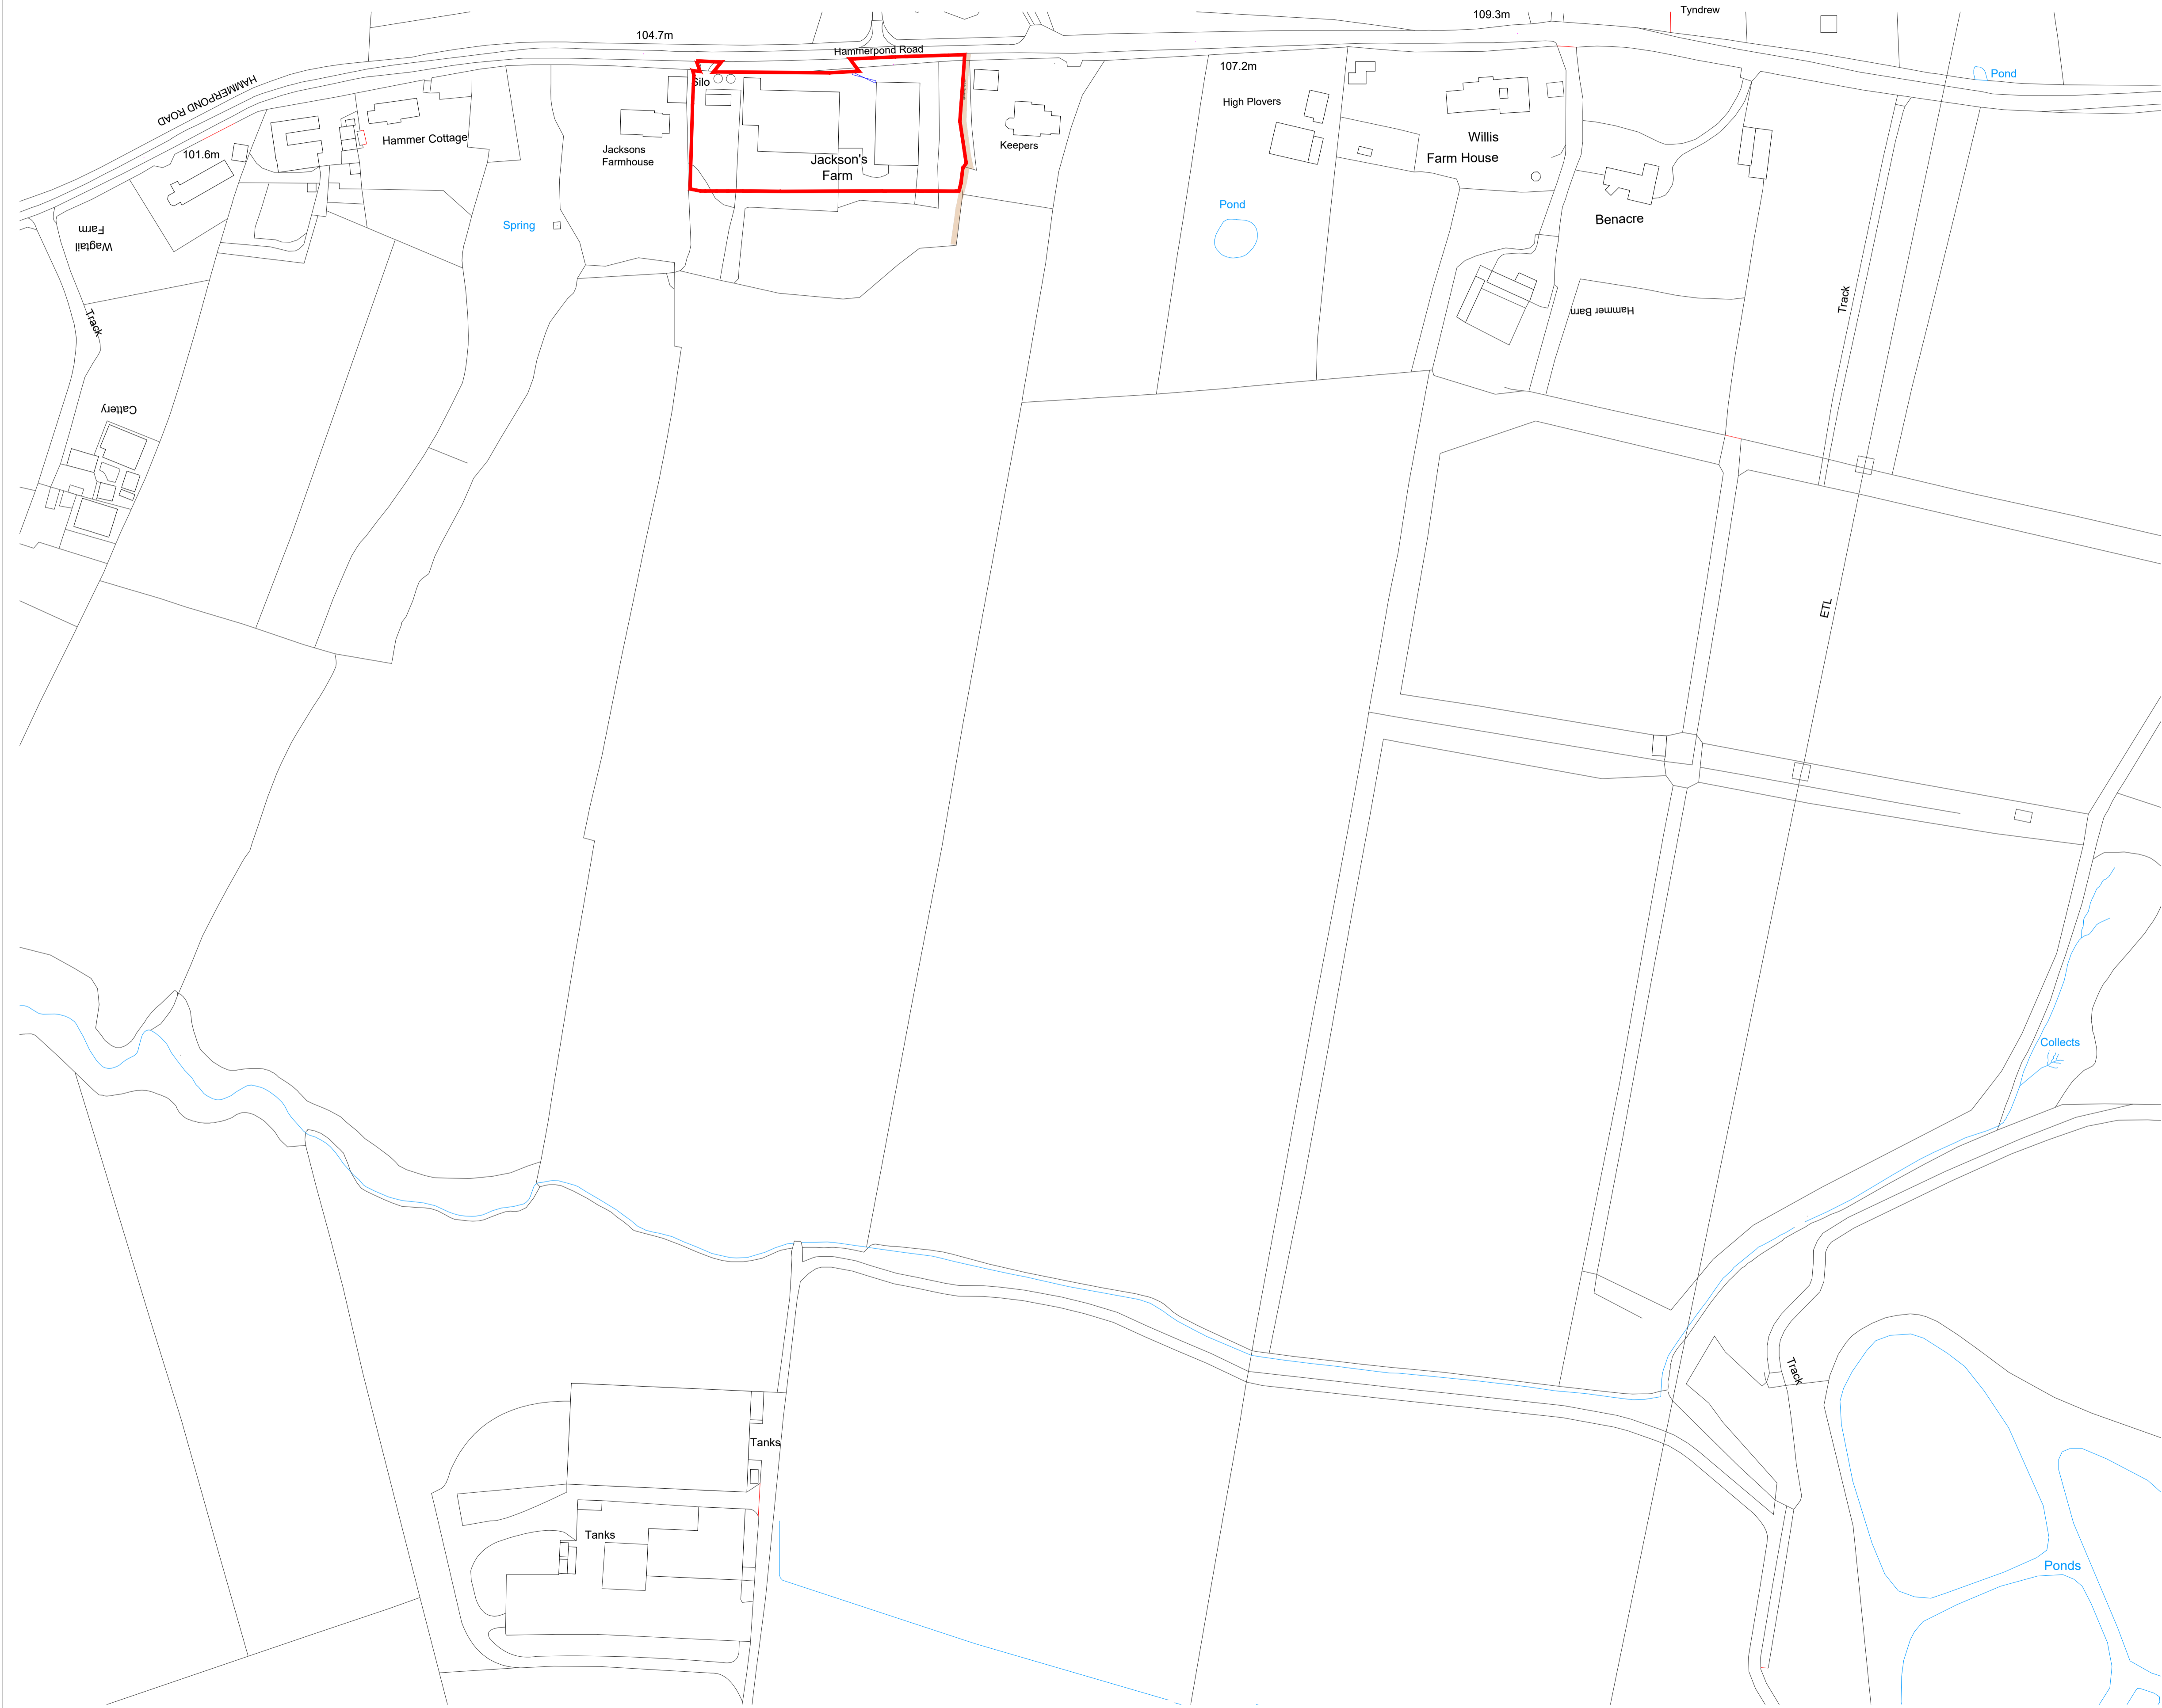 Tyndrew
109.3m
104.7m
Hammerpond Road
107.2m
Pond
HAMMERPOND ROAD
Silo
High Plovers
Hammer Cottage
Willis
Farm House
Keepers
Jacksons
Farmhouse
101.6m
Jackson's
Farm
Pond
Benacre
Spring
Wagtail
Farm
Track
Track
Hammer Barn
Cattery
ETL
Collects
Track
Tanks
Tanks
Ponds